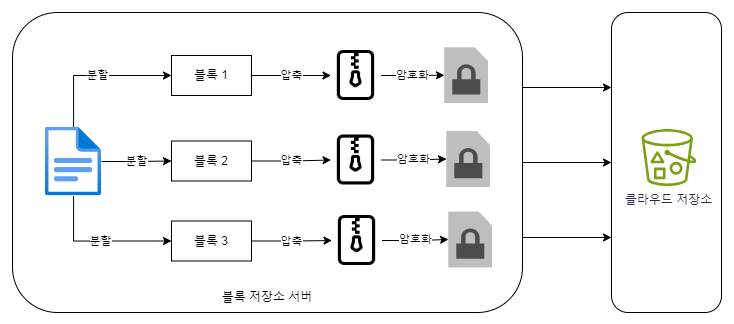 분할
블록 1
압축
암호화
분할
블록 2
압축
암호화
분할
블록 3
압축
암호화
블록 저장소 서버
클라우드 저장소